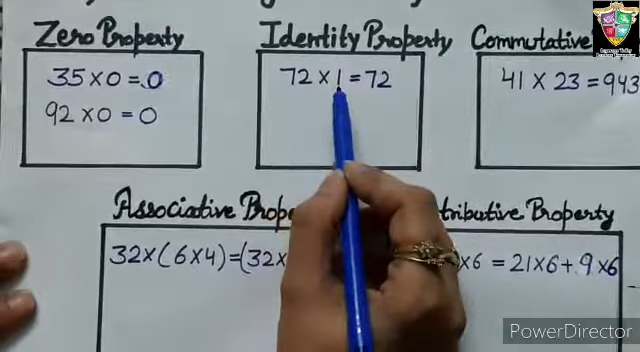 Zero Property
35 × 0 = 0
92 × 0 = 0
Identity Property
72 × 1 = 72
Commutative
41 × 23 = 943
Associative Prope
32×(6×4)=(32×
tributive Property
×6 = 21×6+ 9×6
PowerDirector